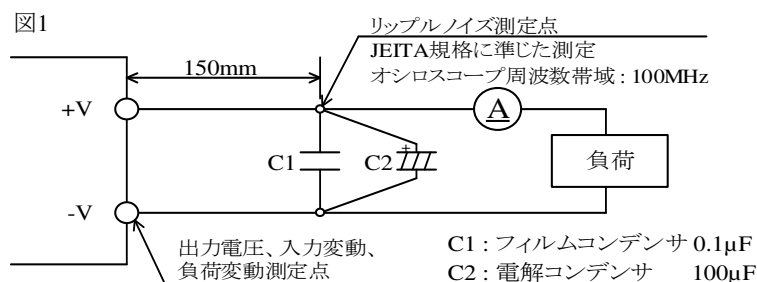 図1
リップルノイズ測定点
JEITA規格に準じた測定
オシロスコープ周波数帯域 : 100MHz
150mm
+V
A
C1
+
C2
負荷
-V
出力電圧、入力変動、
負荷変動測定点
C1 : フィルムコンデンサ 0.1µF
C2 : 電解コンデンサ 100µF